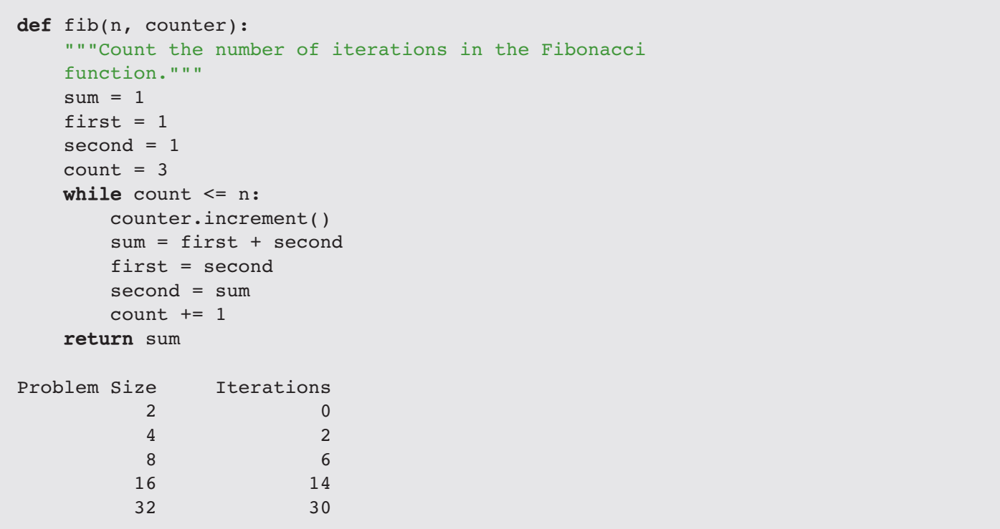 def fib(n, counter):
    """Count the number of iterations in the Fibonacci
    function."""
    sum = 1
    first = 1
    second = 1
    count = 3
    while count <= n:
        counter.increment()
        sum = first + second
        first = second
        second = sum
        count += 1
    return sum

Problem Size     Iterations
           2              0
           4              2
           8              6
          16             14
          32             30